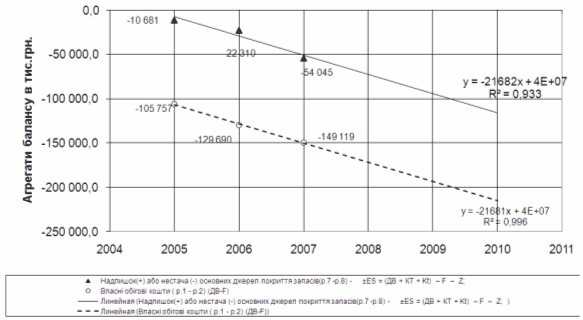 Агрегати балансу в тис.грн.
0,0
-50 000,0
-100 000,0
-150 000,0
-200 000,0
-250 000,0
-10 681
22 310
-54 045
y = -21682x + 4E+07
R² = 0,933
-105 757
-129 690
-149 119
y = -21681x + 4E+07
R² = 0,996
2004 2005 2006 2007 2008 2009 2010 2011
Надлишок(+) або нестача (-) основних джерел покриття запасів(р.7 -р.8) - ±ES = (ДВ + КТ + Kt) – F – Z;
Власні обігові кошти ( р.1 - р.2) (ДВ-F)
Линейная (Надлишок(+) або нестача (-) основних джерел покриття запасів(р.7 -р.8) - ±ES = (ДВ + КТ + Kt) – F – Z; )
Линейная (Власні обігові кошти ( р.1 - р.2) (ДВ-F))